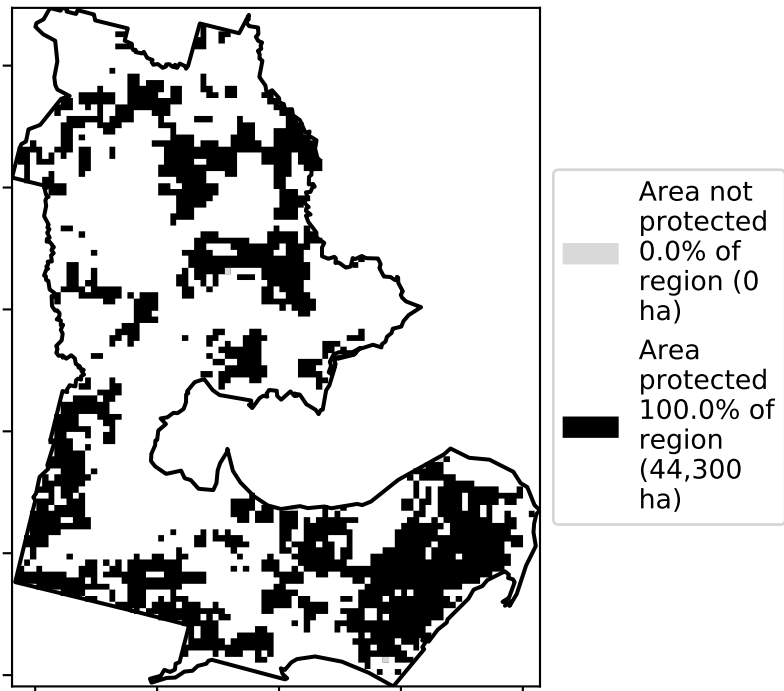 Area not
protected
0.0% of
region (0
ha)
Area
protected
100.0% of
region
(44,300
ha)